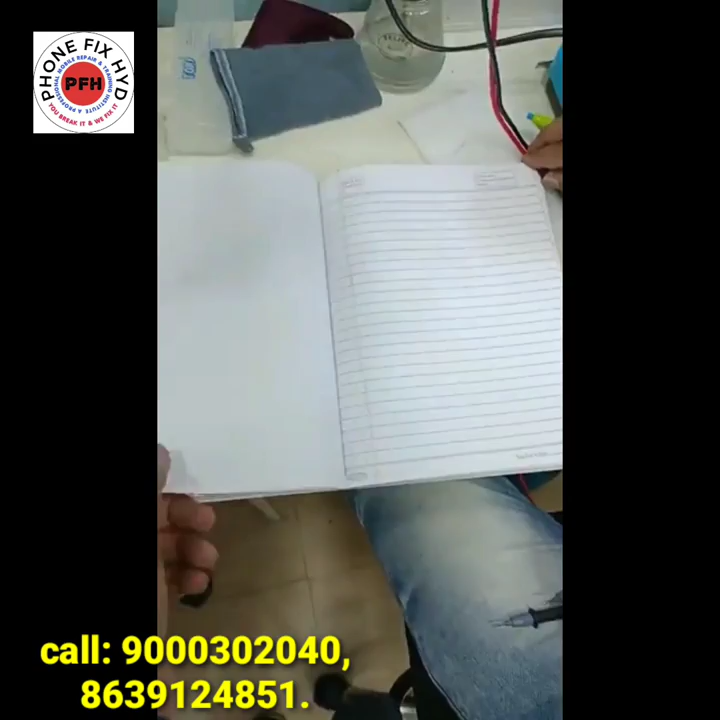 PHONE FIX HYD
A PROFESSIONAL MOBILE REPAIR & TRAINING INSTITUTE
PFH
YOU BREAK IT & WE FIX IT
call: 9000302040,
8639124851.